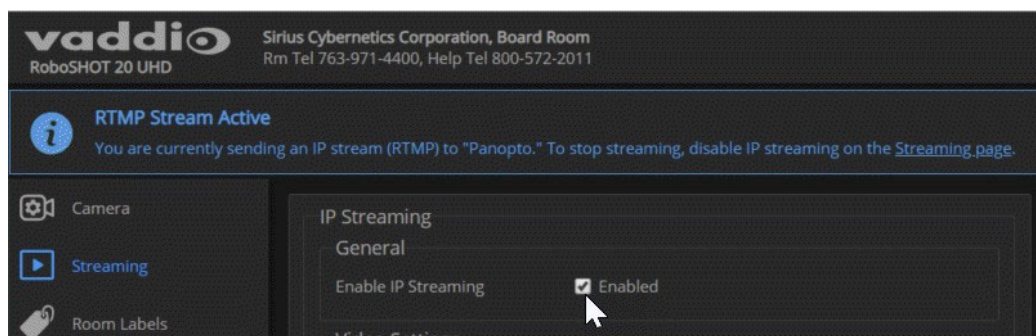 vaddio
Sirius Cybernetics Corporation, Board Room
RoboSHOT 20 UHD
Rm Tel 763-971-4400, Help Tel 800-572-2011
RTMP Stream Active
You are currently sending an IP stream (RTMP) to "Panopto." To stop streaming, disable IP streaming on the Streaming page.
Camera
Streaming
Room Labels
IP Streaming
General
Enable IP Streaming
Enabled
Video Settings